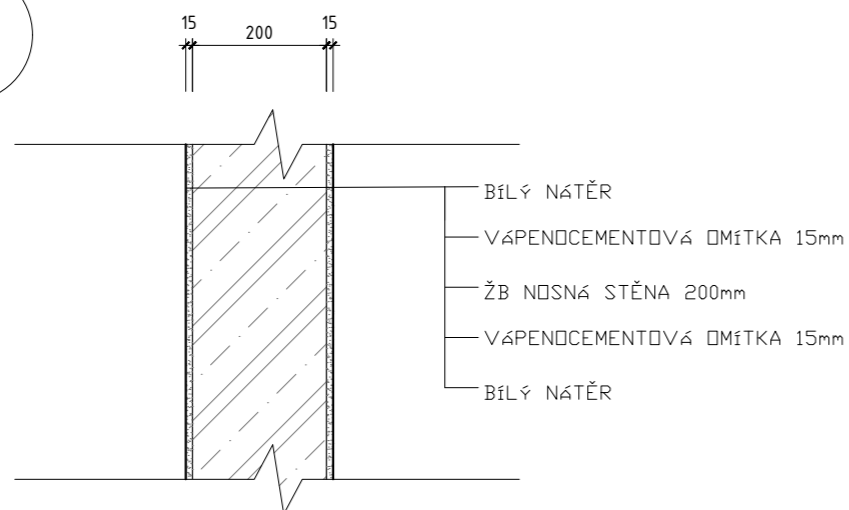 15 200 15
BÍLÝ NÁTĚR
VÁPENOCEMENTOVÁ OMÍTKA 15mm
ŽB NOSNÁ STĚNA 200mm
VÁPENOCEMENTOVÁ OMÍTKA 15mm
BÍLÝ NÁTĚR